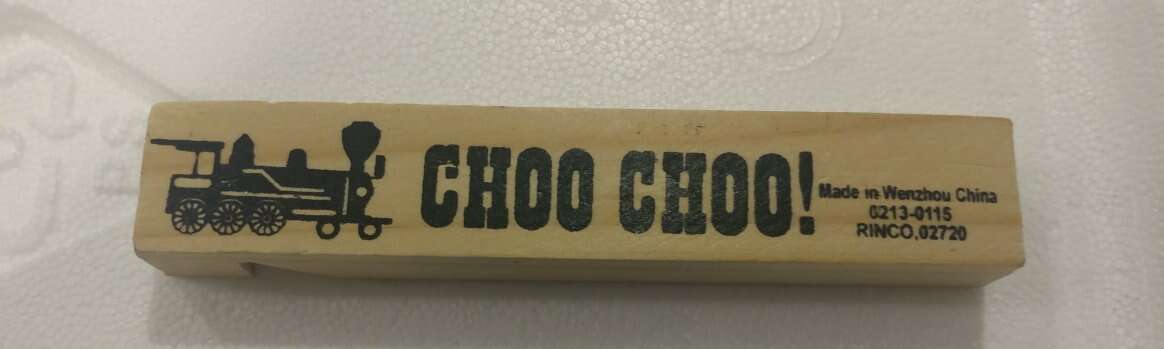 CHOO CHOO!
Made in Wenzhou China
0213-0115
RINCO,02720